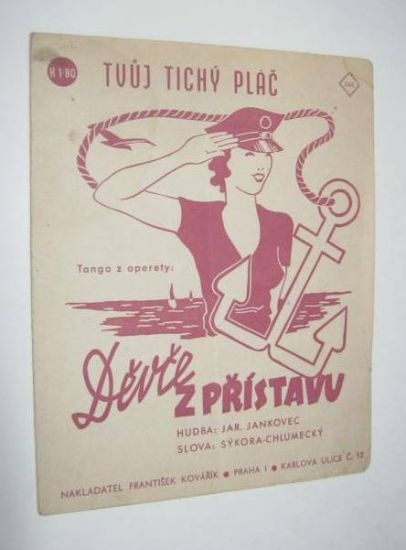 K 1·80
TVŮJ TICHÝ PLÁČ
Tango z operety:
Děvče
Z PŘÍSTAVU
HUDBA: JAR. JANKOVEC
SLOVA: SÝKORA-CHLUMECKÝ
NAKLADATEL FRANTIŠEK KOVÁŘÍK ● PRAHA I ● KARLOVA ULICE Č. 12